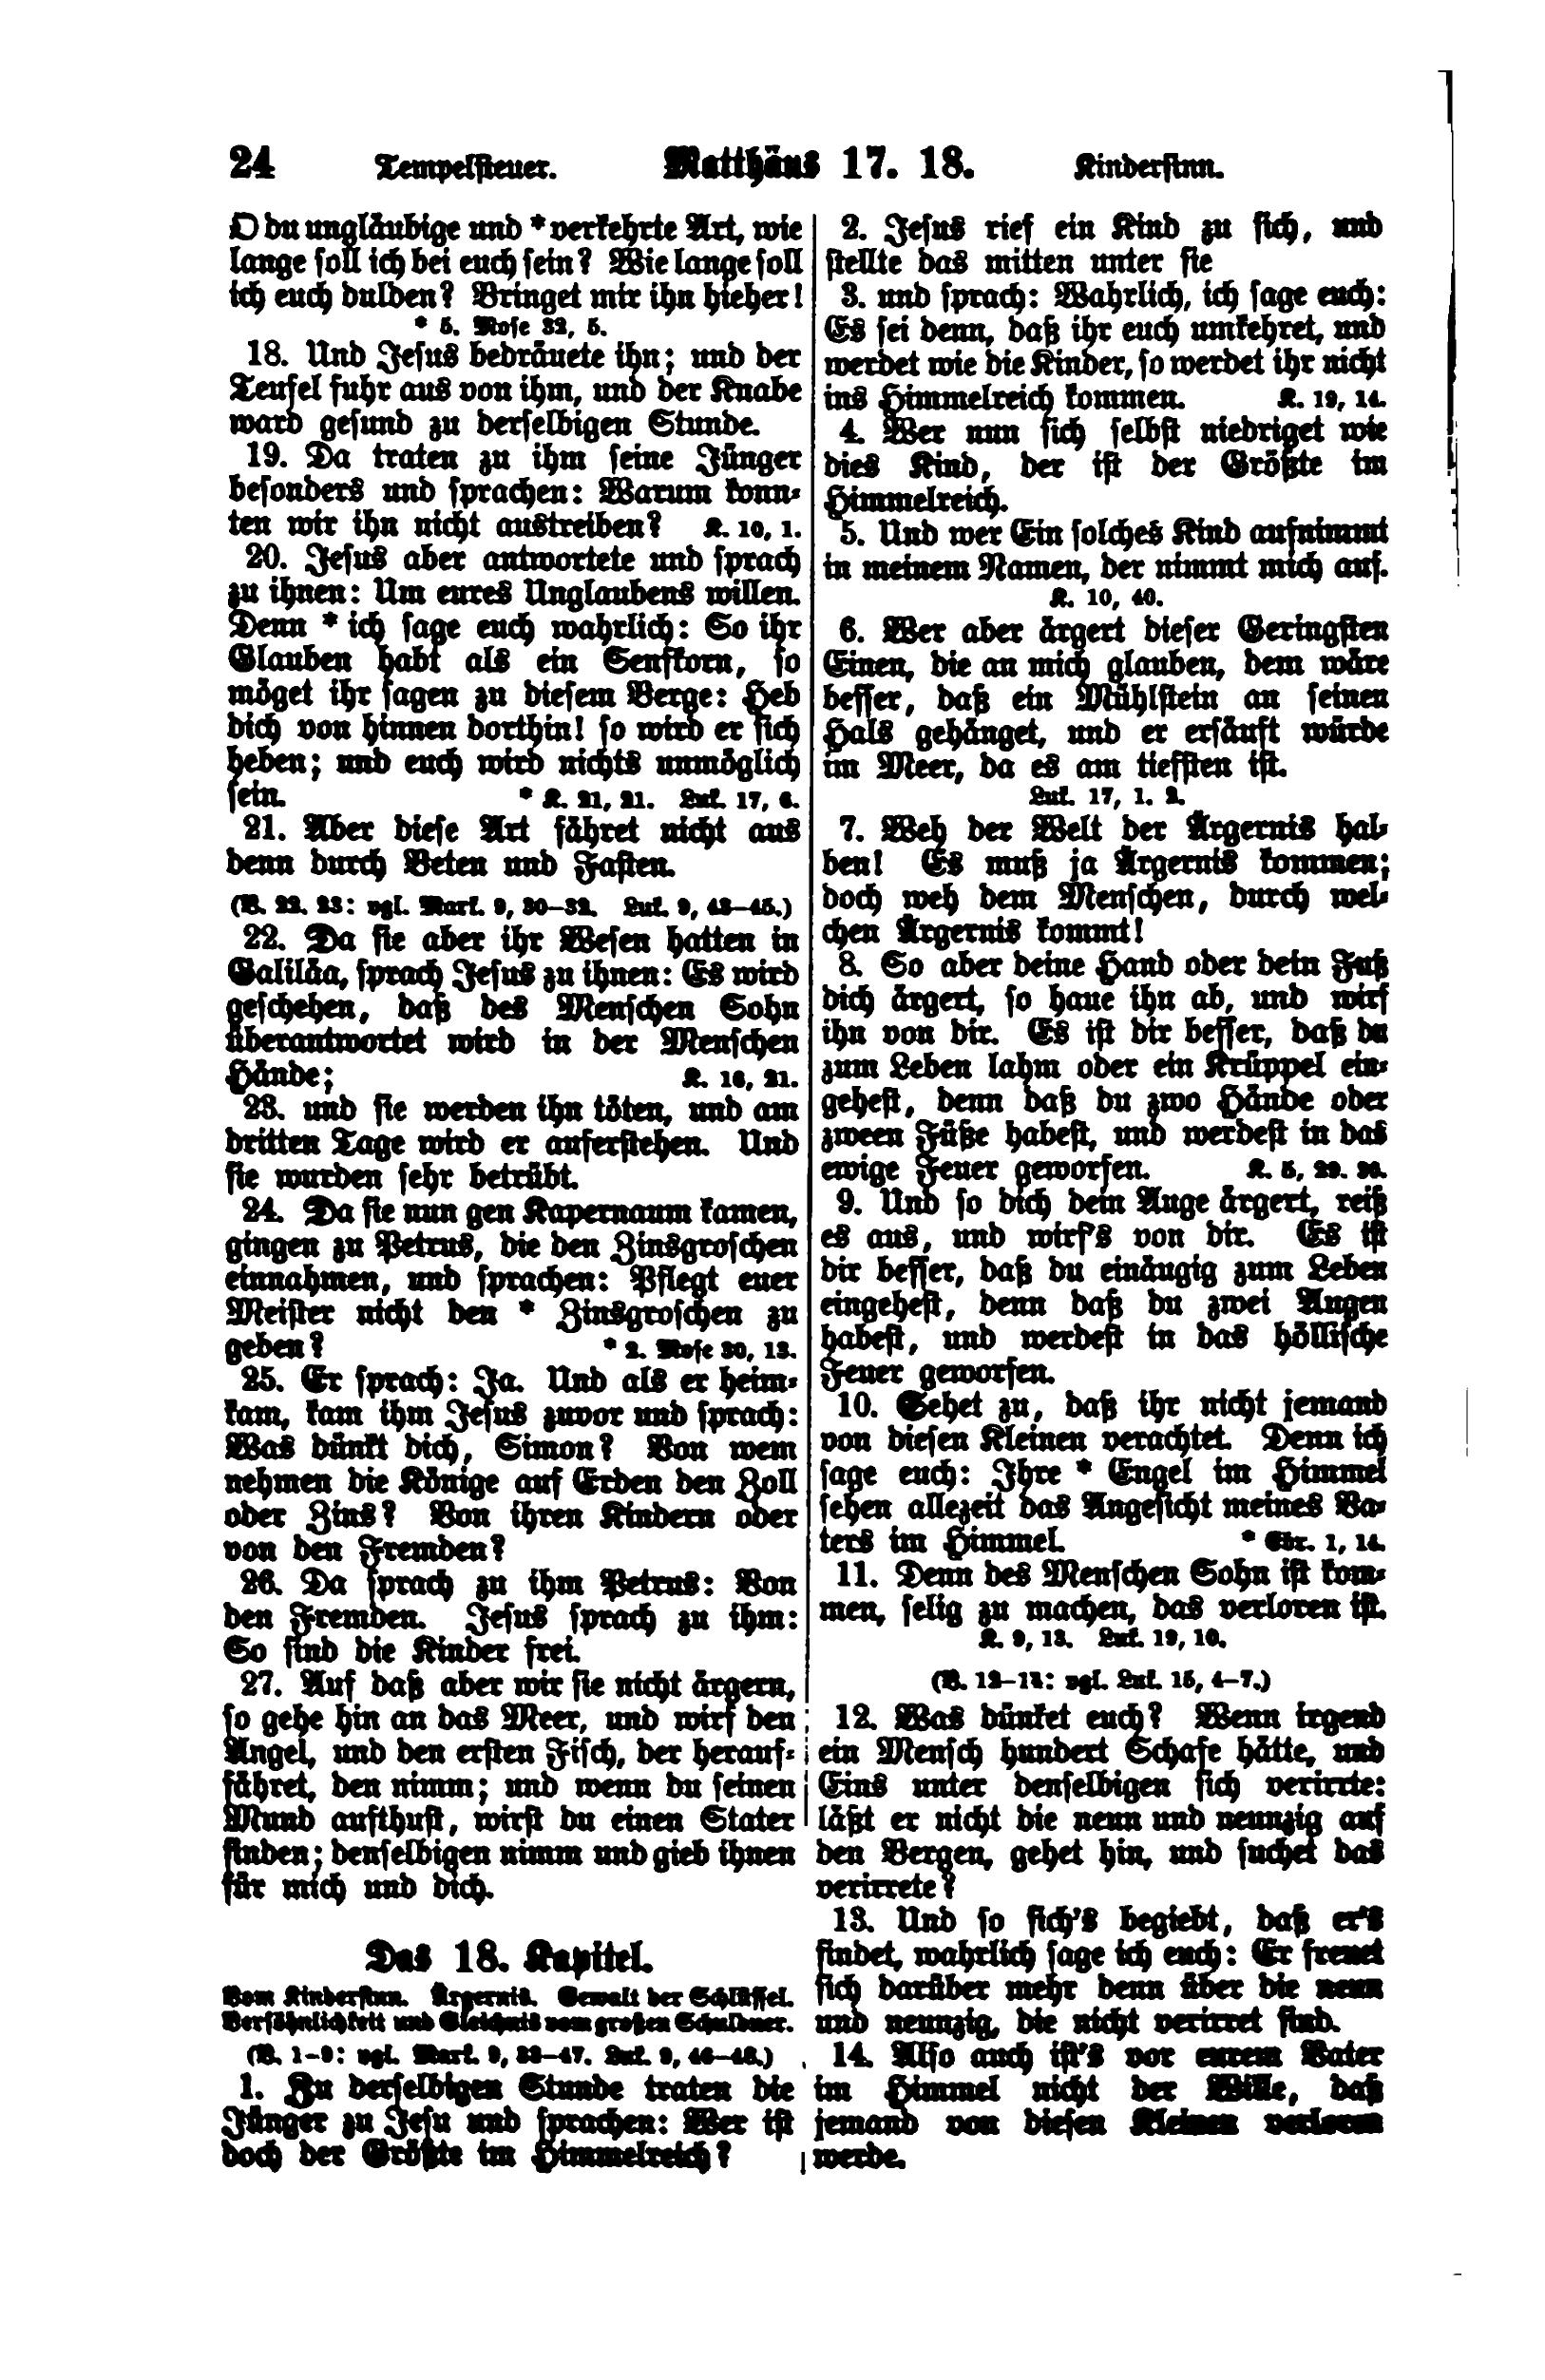 24 Tempelsteuer. Matthäus 17. 18. Kindersinn.
O du ungläubige und * verkehrte Art, wie
lange soll ich bei euch sein? Wie lange soll
ich euch dulden? Bringet mir ihn hieher!
* 5. Mose 32, 5.
18. Und Jesus bedräuete ihn; und der
Teufel fuhr aus von ihm, und der Knabe
ward gesund zu derselbigen Stunde.
19. Da traten zu ihm seine Jünger
besonders und sprachen: Warum konn-
ten wir ihn nicht austreiben? K. 10, 1.
20. Jesus aber antwortete und sprach
zu ihnen: Um eures Unglaubens willen.
Denn * ich sage euch wahrlich: So ihr
Glauben habt als ein Senfkorn, so
möget ihr sagen zu diesem Berge: Heb
dich von hinnen dorthin! so wird er sich
heben; und euch wird nichts unmöglich
sein. * K. 21, 21. Luk. 17, 6.
21. Aber diese Art fähret nicht aus
denn durch Beten und Fasten.
(V. 22. 23: vgl. Mark. 9, 30–32. Luk. 9, 43–45.)
22. Da sie aber ihr Wesen hatten in
Galiläa, sprach Jesus zu ihnen: Es wird
geschehen, daß des Menschen Sohn
überantwortet wird in der Menschen
Hände; K. 16, 21.
23. und sie werden ihn töten, und am
dritten Tage wird er auferstehen. Und
sie wurden sehr betrübt.
24. Da sie nun gen Kapernaum kamen,
gingen zu Petrus, die den Zinsgroschen
einnahmen, und sprachen: Pflegt euer
Meister nicht den * Zinsgroschen zu
geben? * 2. Mose 30, 13.
25. Er sprach: Ja. Und als er heim-
kam, kam ihm Jesus zuvor und sprach:
Was dünkt dich, Simon? Von wem
nehmen die Könige auf Erden den Zoll
oder Zins? Von ihren Kindern oder
von den Fremden?
26. Da sprach zu ihm Petrus: Von
den Fremden. Jesus sprach zu ihm:
So sind die Kinder frei.
27. Auf daß aber wir sie nicht ärgern,
so gehe hin an das Meer, und wirf den
Angel, und den ersten Fisch, der herauf-
fähret, den nimm; und wenn du seinen
Mund aufthust, wirst du einen Stater
finden; denselbigen nimm und gieb ihnen
für mich und dich.
Das 18. Kapitel.
Vom Kindersinn. Ärgernis. Gewalt der Schlüssel.
Versöhnlichkeit und Gleichnis vom großen Schuldner.
(V. 1–9: vgl. Mark. 9, 33–47. Luk. 9, 46–48.)
1. Zu derselbigen Stunde traten die
Jünger zu Jesu und sprachen: Wer ist
doch der Größte im Himmelreich?
2. Jesus rief ein Kind zu sich, und
stellte das mitten unter sie
3. und sprach: Wahrlich, ich sage euch:
Es sei denn, daß ihr euch umkehret, und
werdet wie die Kinder, so werdet ihr nicht
ins Himmelreich kommen. K. 19, 14.
4. Wer nun sich selbst niedriget wie
dies Kind, der ist der Größte im
Himmelreich.
5. Und wer Ein solches Kind aufnimmt
in meinem Namen, der nimmt mich auf.
K. 10, 40.
6. Wer aber ärgert dieser Geringsten
Einen, die an mich glauben, dem wäre
besser, daß ein Mühlstein an seinen
Hals gehänget, und er ersäuft würde
im Meer, da es am tiefsten ist.
Luk. 17, 1. 2.
7. Weh der Welt der Ärgernis hal-
ben! Es muß ja Ärgernis kommen;
doch weh dem Menschen, durch wel-
chen Ärgernis kommt!
8. So aber deine Hand oder dein Fuß
dich ärgert, so haue ihn ab, und wirf
ihn von dir. Es ist dir besser, daß du
zum Leben lahm oder ein Krüppel ein-
gehest, denn daß du zwo Hände oder
zween Füße habest, und werdest in das
ewige Feuer geworfen. K. 5, 29. 30.
9. Und so dich dein Auge ärgert, reiß
es aus, und wirf's von dir. Es ist
dir besser, daß du einäugig zum Leben
eingehest, denn daß du zwei Augen
habest, und werdest in das höllische
Feuer geworfen.
10. Sehet zu, daß ihr nicht jemand
von diesen Kleinen verachtet. Denn ich
sage euch: Ihre * Engel im Himmel
sehen allezeit das Angesicht meines Va-
ters im Himmel. * Ebr. 1, 14.
11. Denn des Menschen Sohn ist kom-
men, selig zu machen, das verloren ist.
K. 9, 13. Luk. 19, 10.
(V. 12–14: vgl. Luk. 15, 4–7.)
12. Was dünket euch? Wenn irgend
ein Mensch hundert Schafe hätte, und
Eins unter denselbigen sich verirrte:
läßt er nicht die neun und neunzig auf
den Bergen, gehet hin, und suchet das
verirrete?
13. Und so sich's begiebt, daß er's
findet, wahrlich sage ich euch: Er freuet
sich darüber mehr denn über die neun
und neunzig, die nicht verirret sind.
14. Also auch ist's vor eurem Vater
im Himmel nicht der Wille, daß
jemand von diesen Kleinen verloren
werde.